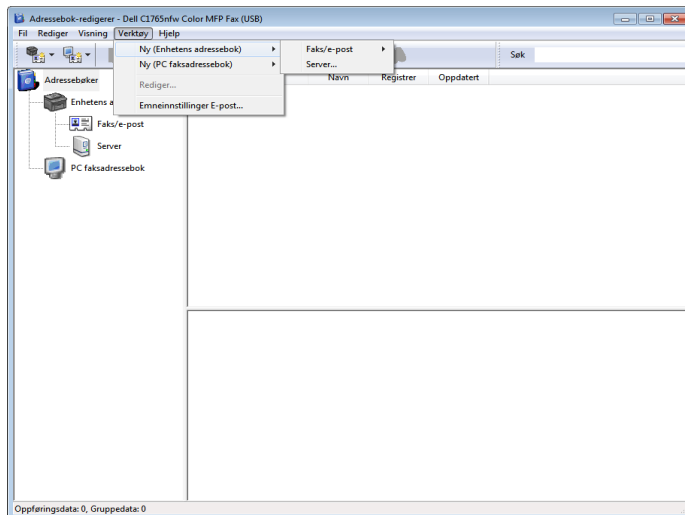 Adressebok-redigerer - Dell C1765nfw Color MFP Fax (USB)
Fil Rediger Visning Verktøy Hjelp
Ny (Enhetens adressebok)
Ny (PC faksadressebok)
Rediger...
Emneinnstillinger E-post...
Faks/e-post
Server...
Søk
Navn Registrer Oppdatert
Adressebøker
Enhetens a
Faks/e-post
Server
PC faksadressebok
Oppføringsdata: 0, Gruppedata: 0